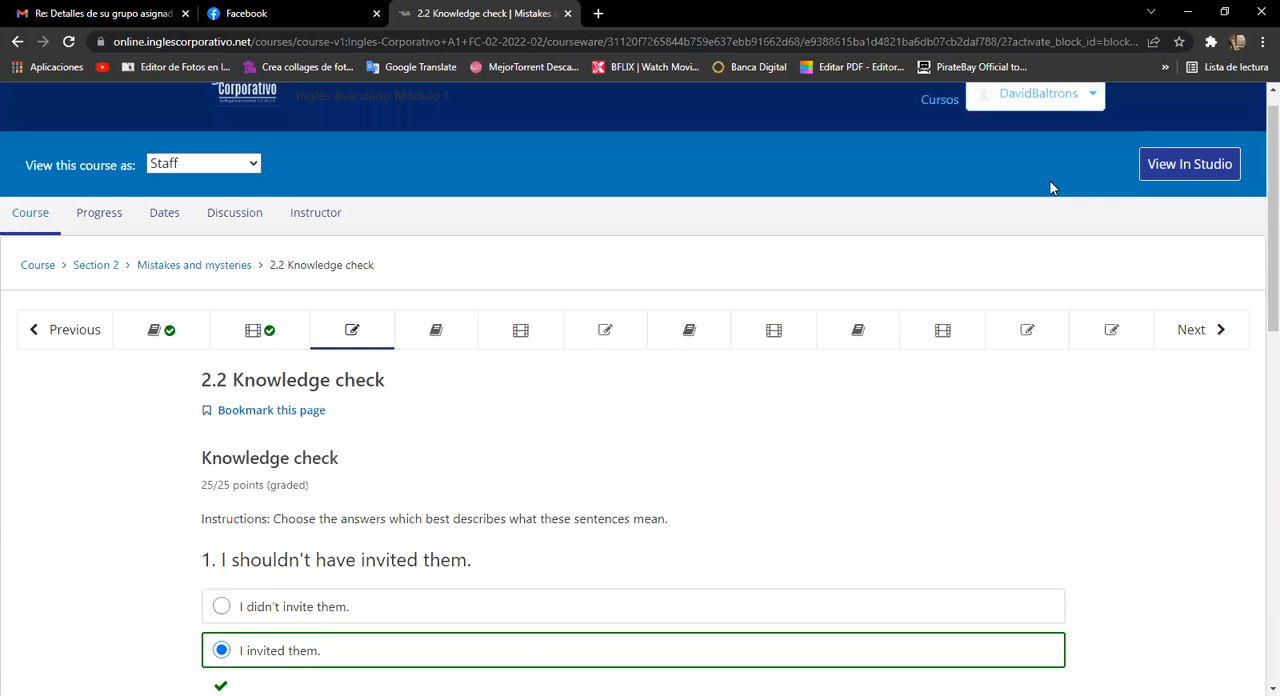 Re: Detalles de su grupo asignad
Facebook
2.2 Knowledge check | Mistakes a
online.inglescorporativo.net/courses/course-v1:Ingles-Corporativo+A1+FC-02-2022-02/courseware/31120f7265844b759e637ebb91662d68/e9388615ba1d4821ba6db07cb2daf788/2?activate_block_id=block...
Aplicaciones
Editor de Fotos en l...
Crea collages de fot...
Google Translate
MejorTorrent Desca...
BFLIX | Watch Movi...
Banca Digital
Editar PDF - Editor...
PirateBay Official to...
»
Lista de lectura
Corporativo
Inglés Avanzado Módulo 1
Cursos
DavidBaltrons
View this course as:
Staff
View In Studio
Course
Progress
Dates
Discussion
Instructor
Course > Section 2 > Mistakes and mysteries > 2.2 Knowledge check
Previous
Next
2.2 Knowledge check
Bookmark this page
Knowledge check
25/25 points (graded)
Instructions: Choose the answers which best describes what these sentences mean.
1. I shouldn't have invited them.
I didn't invite them.
I invited them.